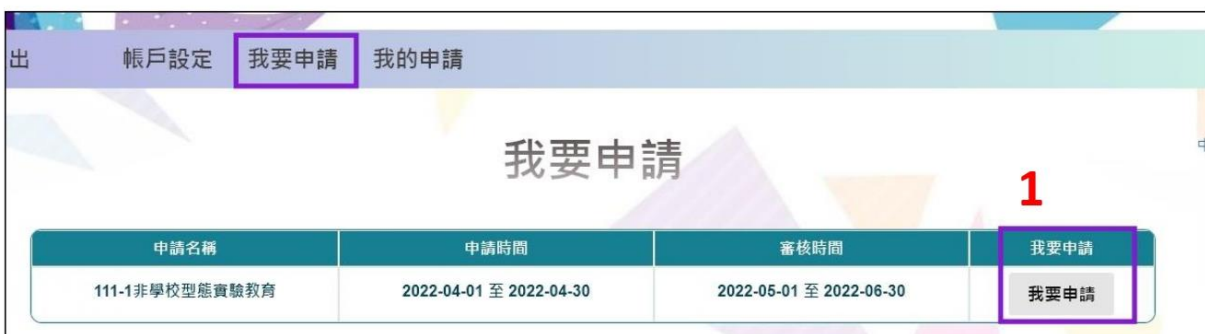 出 帳戶設定 我要申請 我的申請
我要申請
1
申請名稱 申請時間 審核時間 我要申請
111-1非學校型態實驗教育 2022-04-01 至 2022-04-30 2022-05-01 至 2022-06-30 我要申請